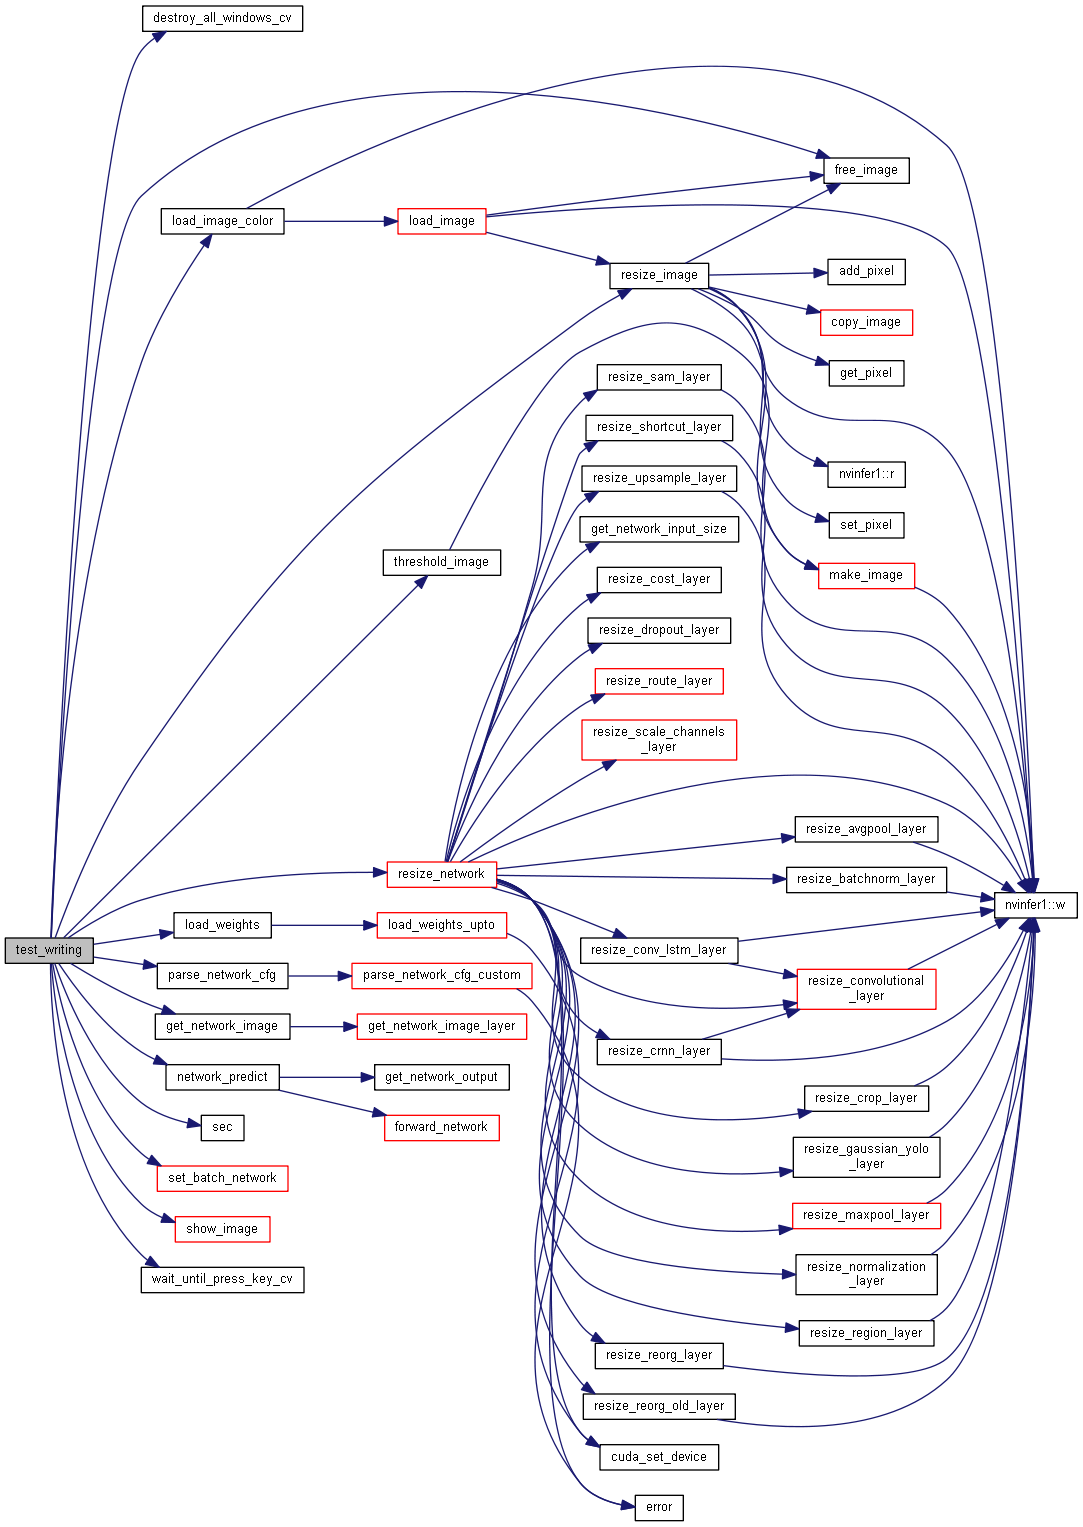 destroy_all_windows_cv
free_image
load_image_color
load_image
resize_image
add_pixel
copy_image
get_pixel
resize_sam_layer
resize_shortcut_layer
nvinfer1::r
resize_upsample_layer
set_pixel
get_network_input_size
threshold_image
make_image
resize_cost_layer
resize_dropout_layer
resize_route_layer
resize_scale_channels
_layer
resize_avgpool_layer
resize_network
resize_batchnorm_layer
nvinfer1::w
load_weights
load_weights_upto
test_writing
resize_conv_lstm_layer
parse_network_cfg
parse_network_cfg_custom
resize_convolutional
_layer
get_network_image
get_network_image_layer
resize_crnn_layer
network_predict
get_network_output
resize_crop_layer
sec
forward_network
resize_gaussian_yolo
_layer
set_batch_network
resize_maxpool_layer
show_image
wait_until_press_key_cv
resize_normalization
_layer
resize_region_layer
resize_reorg_layer
resize_reorg_old_layer
cuda_set_device
error